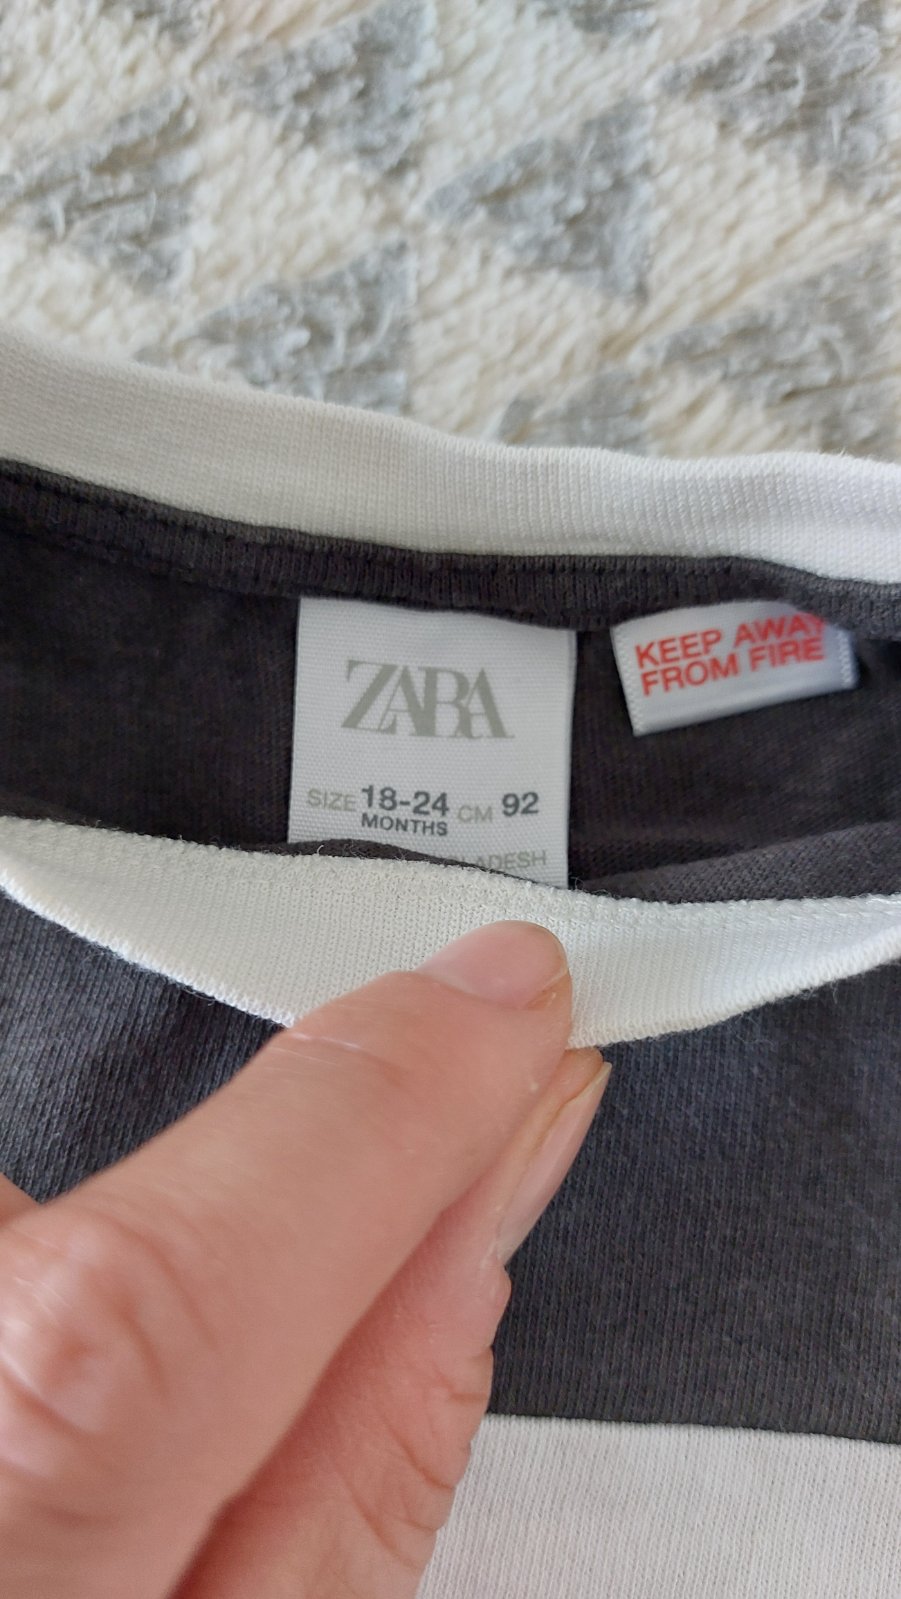 ZARA
SIZE 18-24 CM 92
MONTHS
KEEP AWAY
FROM FIRE